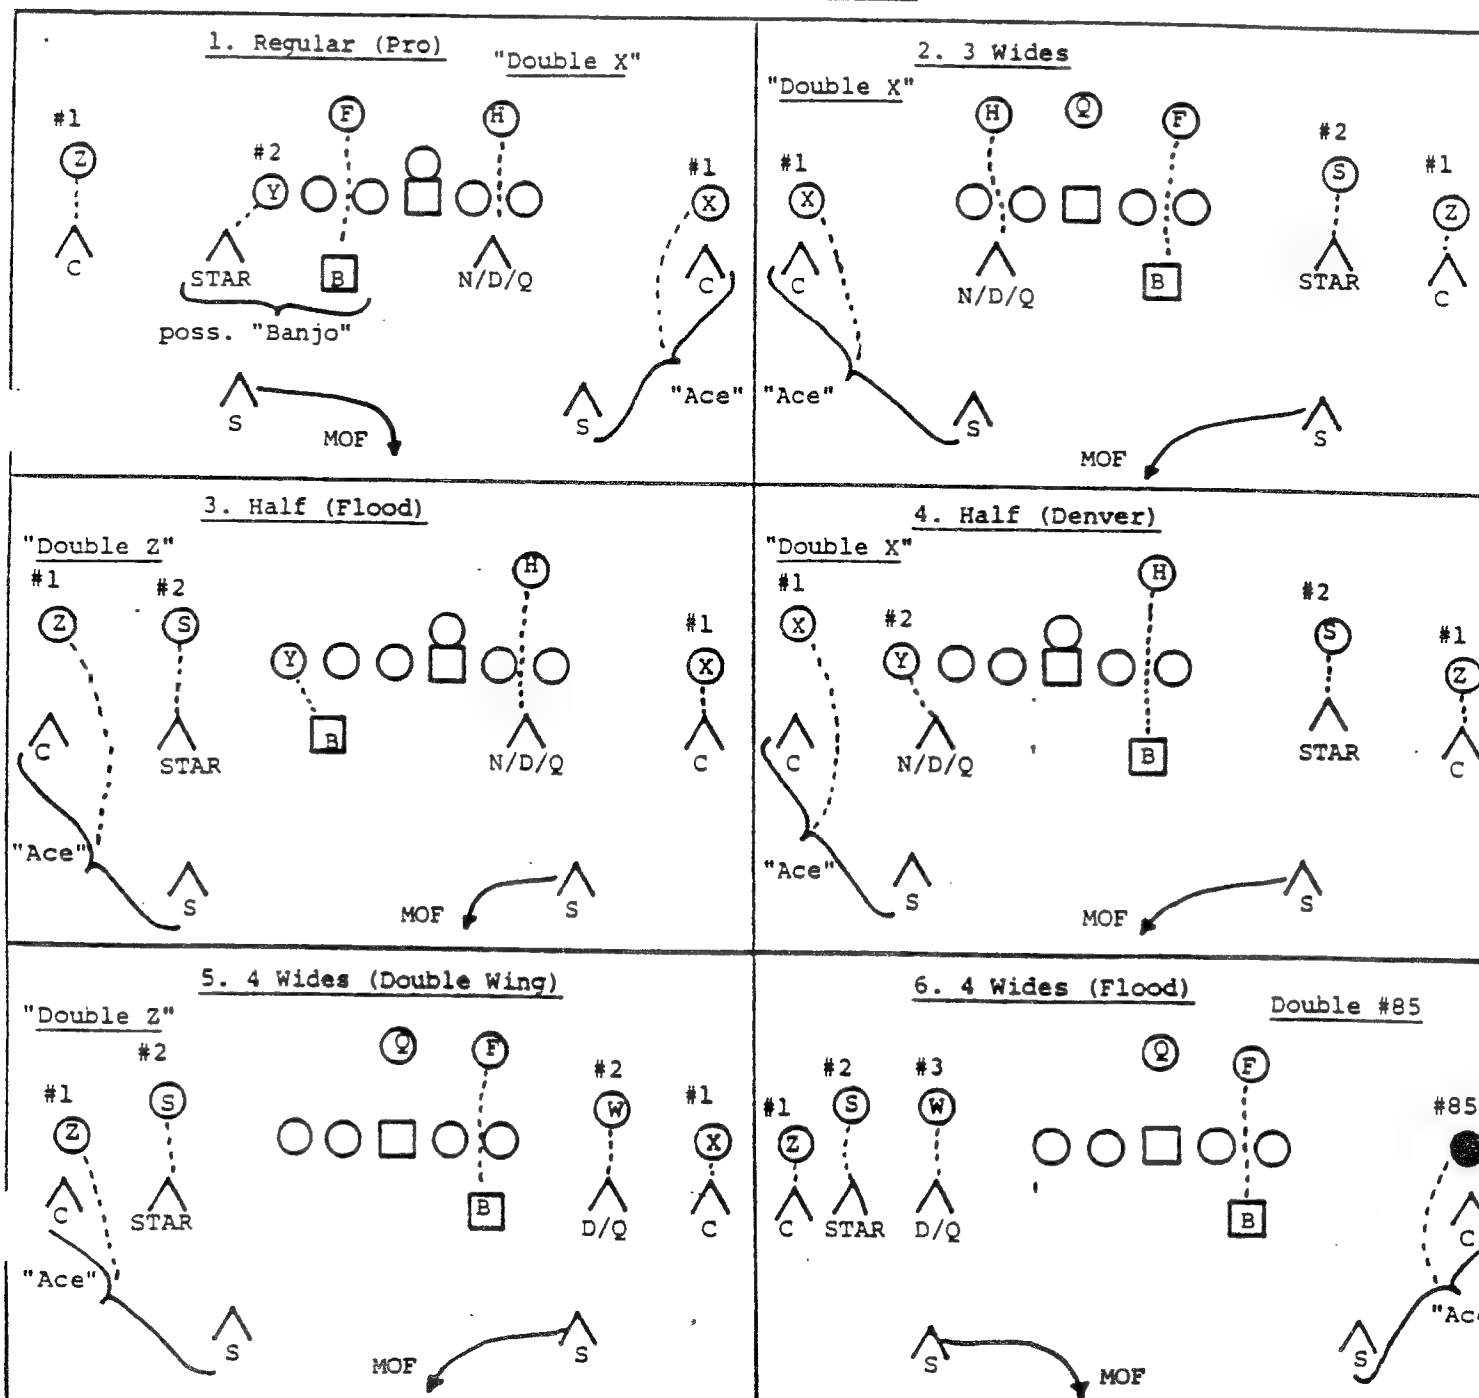 1. Regular (Pro)
"Double X"
#1
Z
C
#2
Y
F
H
#1
X
C
STAR
B
N/D/Q
poss. "Banjo"
"Ace"
S
MOF
S
2. 3 Wides
"Double X"
#1
X
C
H
Q
F
#2
S
#1
Z
N/D/Q
B
STAR
C
"Ace"
S
MOF
S
3. Half (Flood)
"Double Z"
#1
Z
#2
S
Y
H
#1
X
C
STAR
B
N/D/Q
C
"Ace"
S
MOF
S
4. Half (Denver)
"Double X"
#1
X
#2
Y
H
#2
S
#1
Z
C
N/D/Q
B
STAR
C
"Ace"
S
MOF
S
5. 4 Wides (Double Wing)
"Double Z"
#2
S
#1
Z
Q
F
#2
W
#1
X
C
STAR
B
D/Q
C
"Ace"
S
MOF
S
6. 4 Wides (Flood)
Double #85
#1
Z
#2
S
#3
W
Q
F
#85
C
STAR
D/Q
B
C
"Ace
S
MOF
S